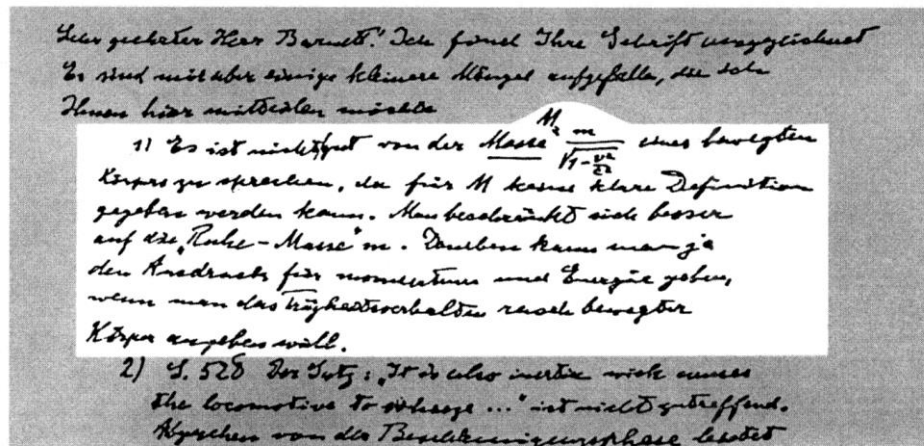 Sehr geehrter Herr Barnett! Ich find Ihre Schrift ausgezeichnet
Es sind mir aber einige kleinere Mängel aufgefallen, die ich
Ihnen hier mitteilen möchte
1) Es ist nicht gut von der Masse M = m/√(1-v²/c²) eines bewegten
Körpers zu sprechen, da für M keine klare Definition
gegeben werden kann. Man beschränkt sich besser
auf die „Ruhe-Masse" m. Daneben kann man ja
den Ausdruck für momentum und Energie geben,
wenn man das Trägheitsverhalten rasch bewegter
Körper angeben will.
2) S. 526 Der Satz: „It is also inertia wich causes
the locomotive to wheeze ..." ist nicht zutreffend.
Abgesehen von der Beschleunigungsphase